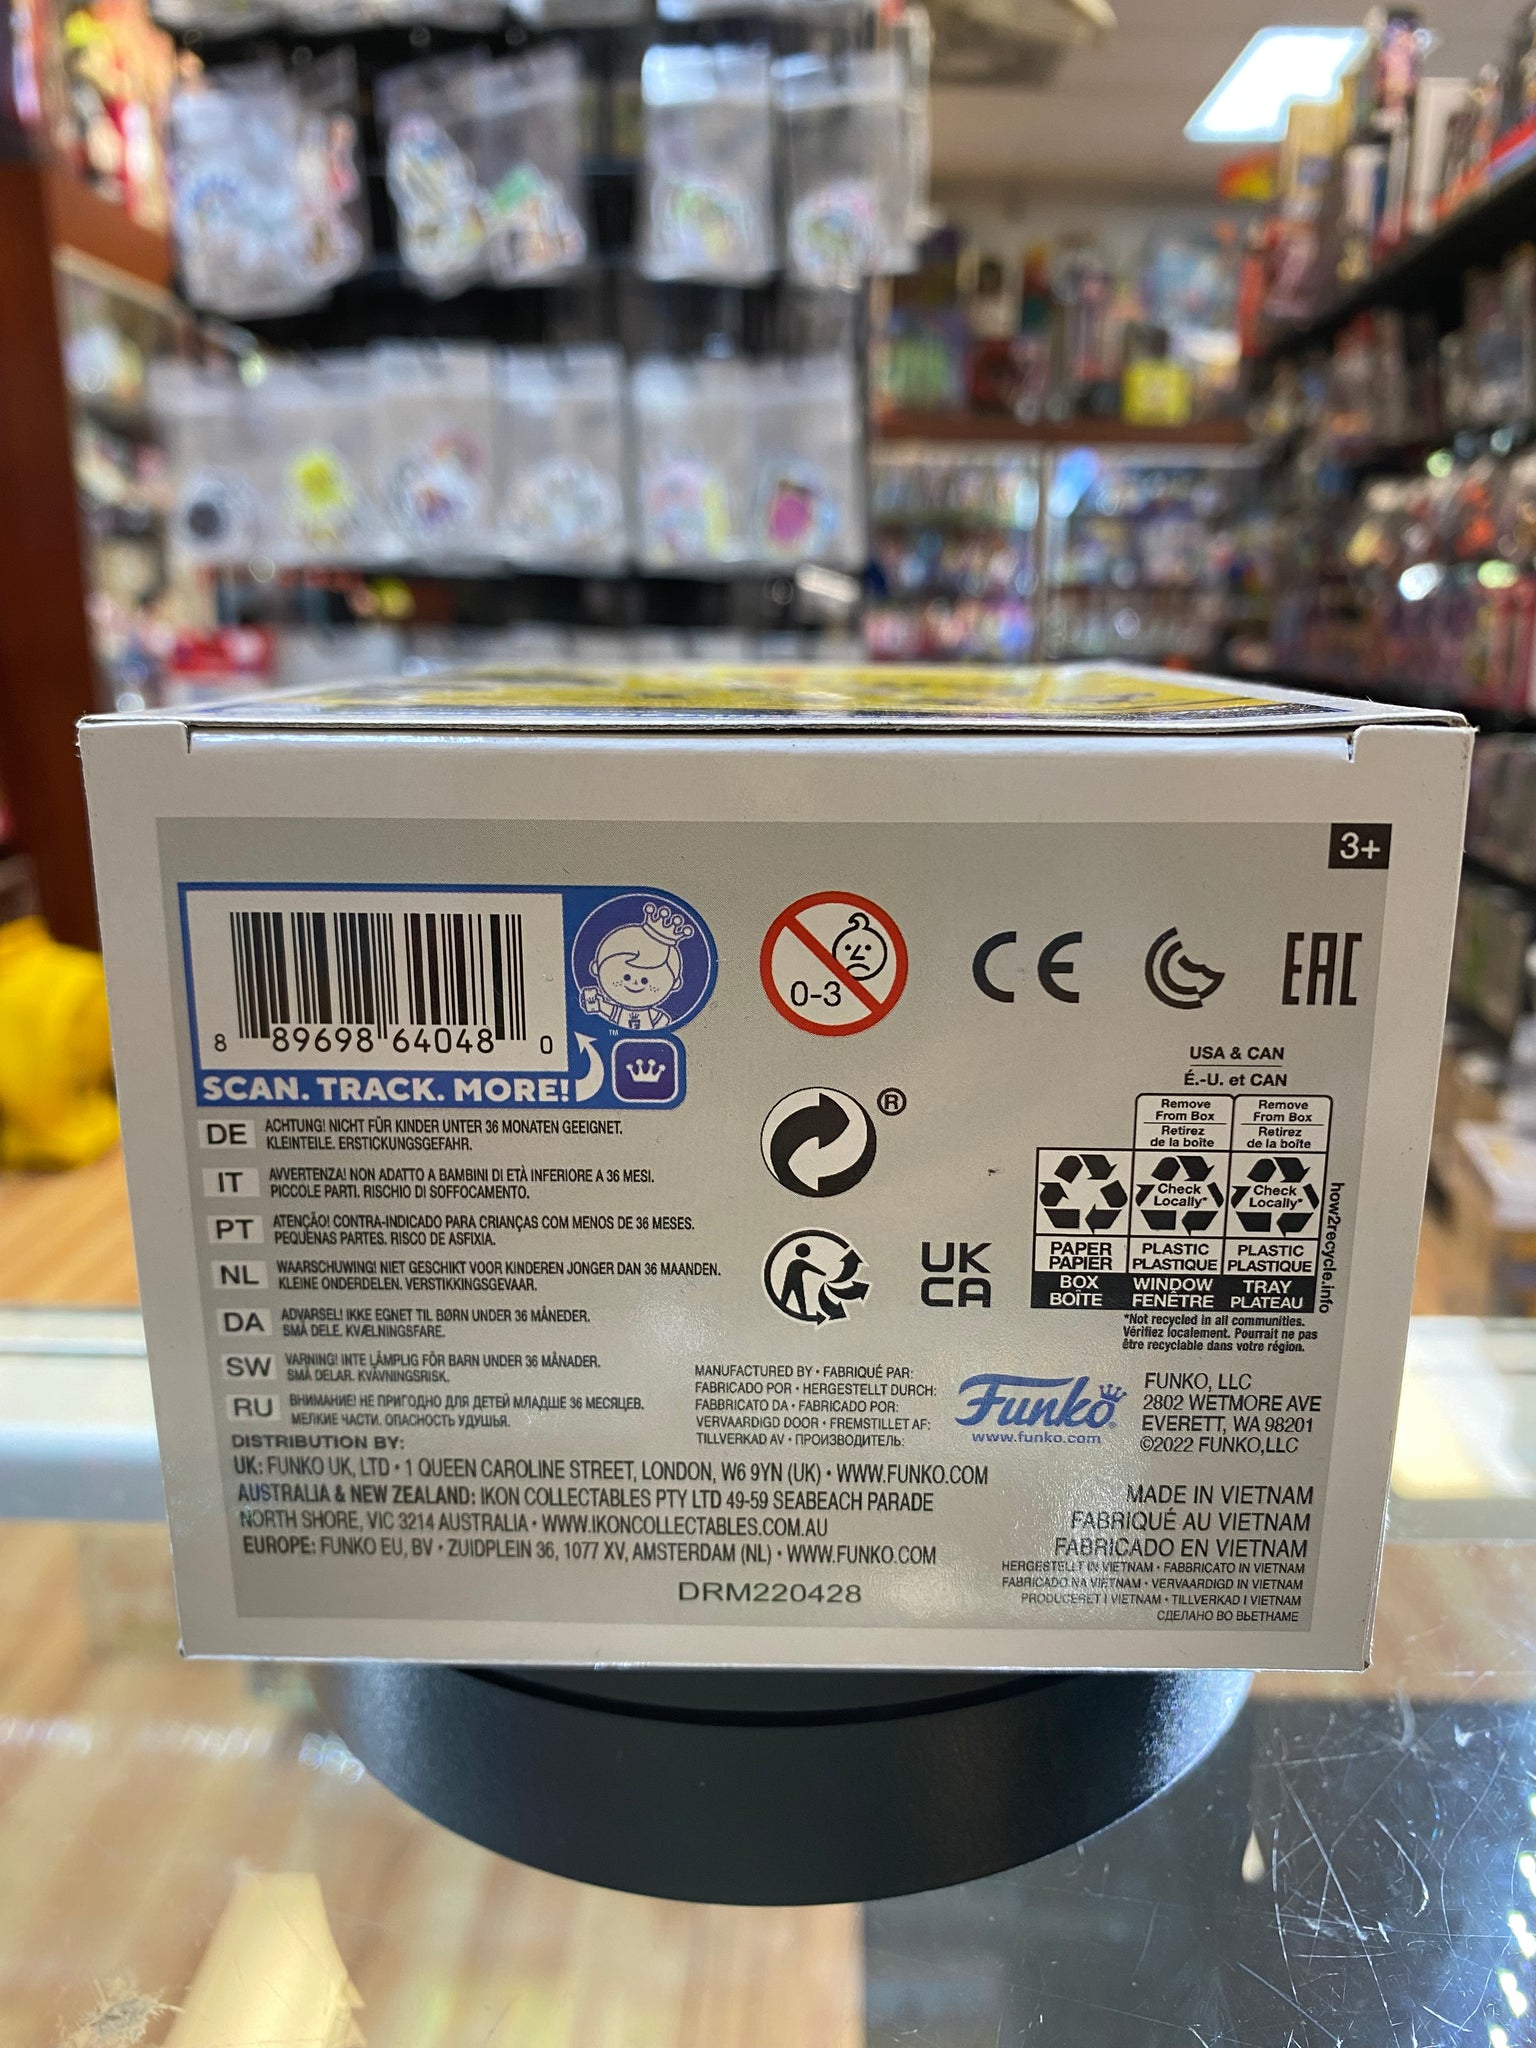 3+
8 89698 64048 0
SCAN. TRACK. MORE!
TM
0-3
CE
EAC
DE ACHTUNG! NICHT FÜR KINDER UNTER 36 MONATEN GEEIGNET.
KLEINTEILE. ERSTICKUNGSGEFAHR.
IT AVVERTENZA! NON ADATTO A BAMBINI DI ETÀ INFERIORE A 36 MESI.
PICCOLE PARTI. RISCHIO DI SOFFOCAMENTO.
PT ATENÇÃO! CONTRA-INDICADO PARA CRIANÇAS COM MENOS DE 36 MESES.
PEQUENAS PARTES. RISCO DE ASFIXIA.
NL WAARSCHUWING! NIET GESCHIKT VOOR KINDEREN JONGER DAN 36 MAANDEN.
KLEINE ONDERDELEN. VERSTIKKINGSGEVAAR.
DA ADVARSEL! IKKE EGNET TIL BØRN UNDER 36 MÅNEDER.
SMÅ DELE. KVÆLNINGSFARE.
SW VARNING! INTE LÄMPLIG FÖR BARN UNDER 36 MÅNADER.
SMÅ DELAR. KVÄVNINGSRISK.
RU ВНИМАНИЕ! НЕ ПРИГОДНО ДЛЯ ДЕТЕЙ МЛАДШЕ 36 МЕСЯЦЕВ.
МЕЛКИЕ ЧАСТИ. ОПАСНОСТЬ УДУШЬЯ.
®
UK
CA
USA & CAN
É.-U. et CAN
Remove From Box
Retirez de la boîte
Remove From Box
Retirez de la boîte
Check Locally*
Check Locally*
PAPER PAPIER
PLASTIC PLASTIQUE
PLASTIC PLASTIQUE
BOX BOÎTE
WINDOW FENÊTRE
TRAY PLATEAU
how2recycle.info
*Not recycled in all communities.
Vérifiez localement. Pourrait ne pas
être recyclable dans votre région.
MANUFACTURED BY • FABRIQUÉ PAR:
FABRICADO POR • HERGESTELLT DURCH:
FABBRICATO DA • FABRICADO POR:
VERVAARDIGD DOOR • FREMSTILLET AF:
TILLVERKAD AV • ПРОИЗВОДИТЕЛЬ:
Funko
www.funko.com
FUNKO, LLC
2802 WETMORE AVE
EVERETT, WA 98201
©2022 FUNKO,LLC
DISTRIBUTION BY:
UK: FUNKO UK, LTD • 1 QUEEN CAROLINE STREET, LONDON, W6 9YN (UK) • WWW.FUNKO.COM
AUSTRALIA & NEW ZEALAND: IKON COLLECTABLES PTY LTD 49-59 SEABEACH PARADE
NORTH SHORE, VIC 3214 AUSTRALIA • WWW.IKONCOLLECTABLES.COM.AU
EUROPE: FUNKO EU, BV • ZUIDPLEIN 36, 1077 XV, AMSTERDAM (NL) • WWW.FUNKO.COM
DRM220428
MADE IN VIETNAM
FABRIQUÉ AU VIETNAM
FABRICADO EN VIETNAM
HERGESTELLT IN VIETNAM • FABBRICATO IN VIETNAM
FABRICADO NA VIETNAM • VERVAARDIGD IN VIETNAM
PRODUCERET I VIETNAM • TILLVERKAD I VIETNAM
СДЕЛАНО ВО ВЬЕТНАМЕ